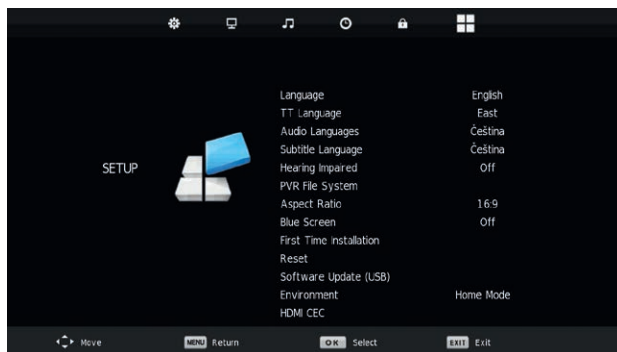 SETUP
Language English
TT Language East
Audio Languages Čeština
Subtitle Language Čeština
Hearing Impaired Off
PVR File System
Aspect Ratio 16:9
Blue Screen Off
First Time Installation
Reset
Software Update (USB)
Environment Home Mode
HDMI CEC
Move MENU Return OK Select EXIT Exit